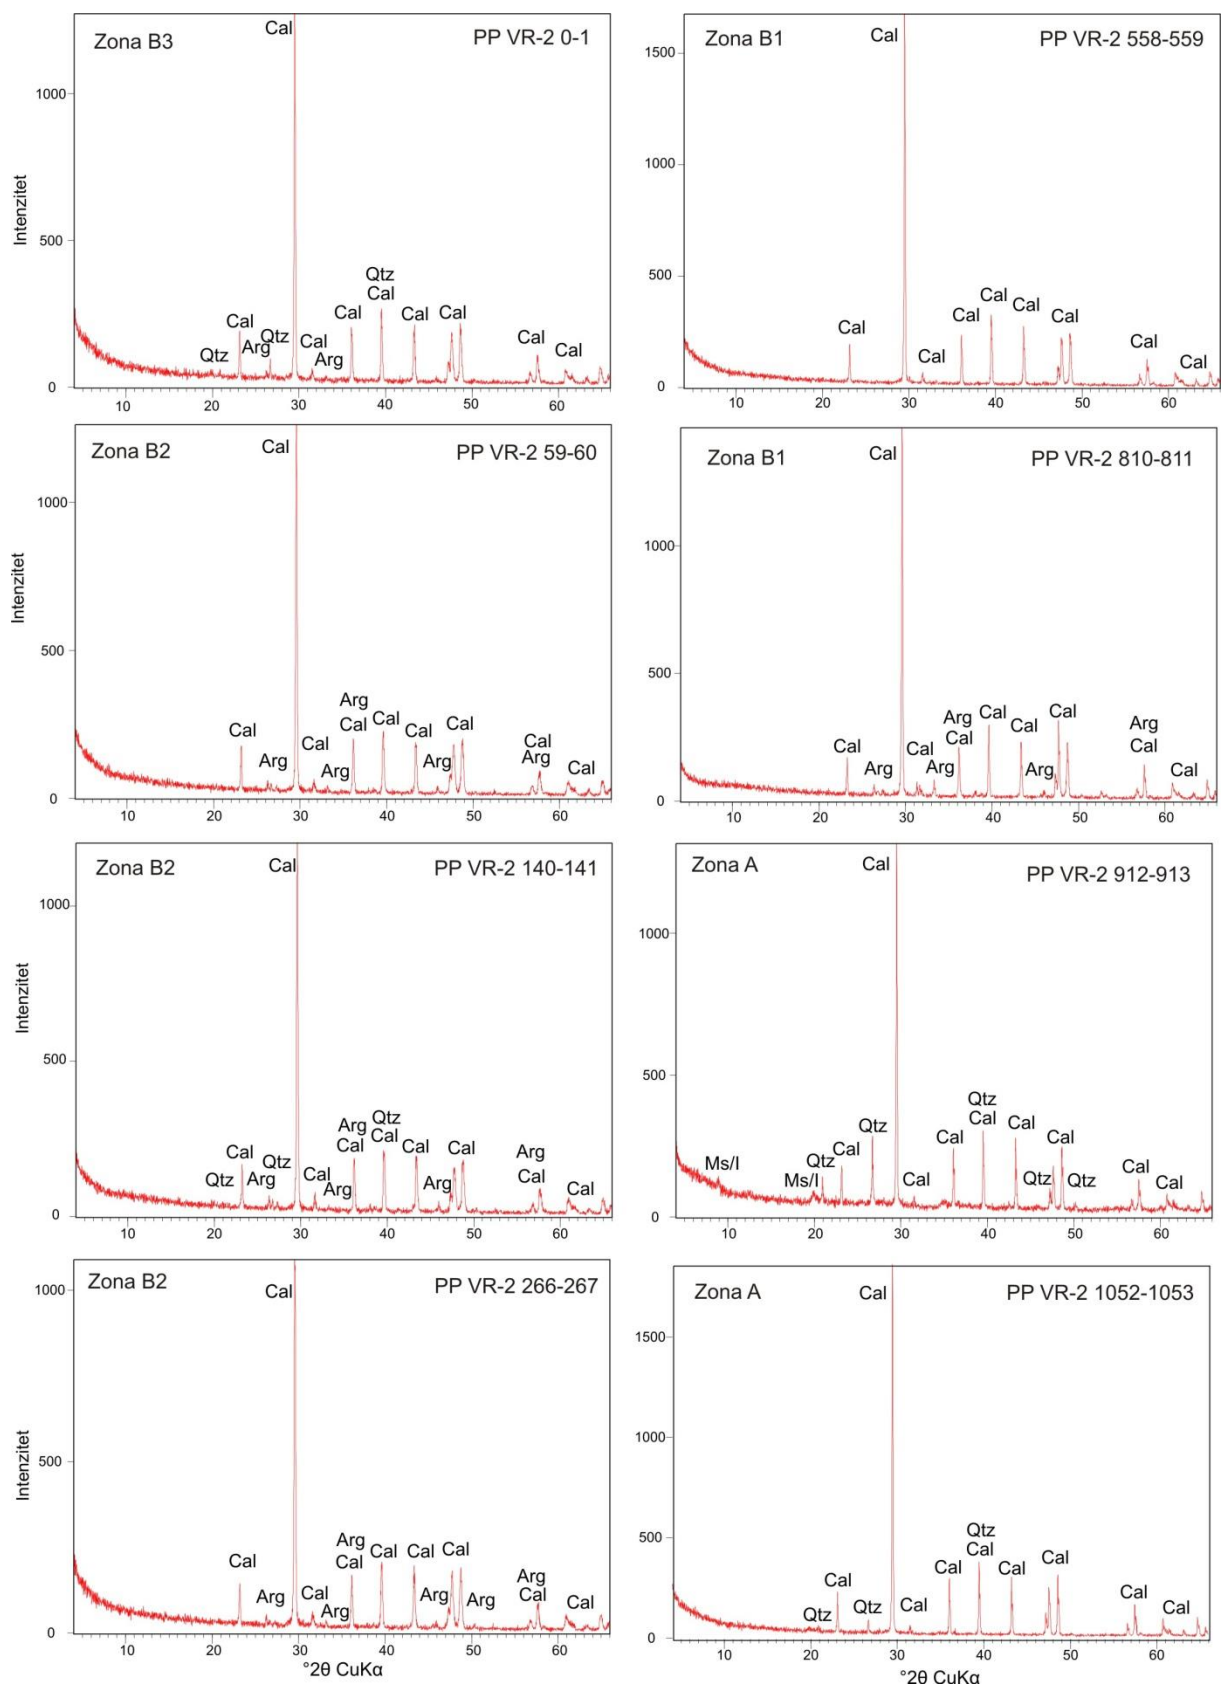 Zona B3
Cal
PP VR-2 0-1
1000
Intenzitet
500
Qtz
Cal
Cal
Cal
Cal
Cal
Qtz
Cal
Qtz
Arg
Cal
Arg
Cal
Cal
0
10
20
30
40
50
60
Zona B2
Cal
PP VR-2 59-60
1000
Intenzitet
500
Arg
Cal
Cal
Cal
Cal
Cal
Arg
Cal
Arg
Arg
Cal
Arg
Cal
0
10
20
30
40
50
60
Zona B2
Cal
PP VR-2 140-141
1000
Intenzitet
500
Qtz
Arg
Cal
Cal
Cal
Cal
Cal
Qtz
Arg
Qtz
Cal
Arg
Arg
Arg
Cal
Cal
0
10
20
30
40
50
60
Zona B2
Cal
PP VR-2 266-267
1000
Intenzitet
500
Arg
Cal
Cal
Cal
Cal
Cal
Arg
Cal
Arg
Arg
Arg
Arg
Cal
Cal
0
10
20
30
40
50
60
°2θ CuKα
Zona B1
Cal
PP VR-2 558-559
1500
1000
500
Cal
Cal
Cal
Cal
Cal
Cal
Cal
Cal
0
10
20
30
40
50
60
Zona B1
Cal
PP VR-2 810-811
1000
500
Cal
Arg
Cal
Arg
Arg
Cal
Cal
Cal
Arg
Cal
Arg
Cal
Cal
0
10
20
30
40
50
60
Zona A
Cal
PP VR-2 912-913
1000
500
Ms/I
Ms/I
Qtz
Cal
Qtz
Cal
Cal
Qtz
Cal
Cal
Qtz
Cal
Qtz
Cal
Cal
0
10
20
30
40
50
60
Zona A
Cal
PP VR-2 1052-1053
1500
1000
500
Qtz
Cal
Qtz
Cal
Cal
Qtz
Cal
Cal
Cal
Cal
Cal
0
10
20
30
40
50
60
°2θ CuKα